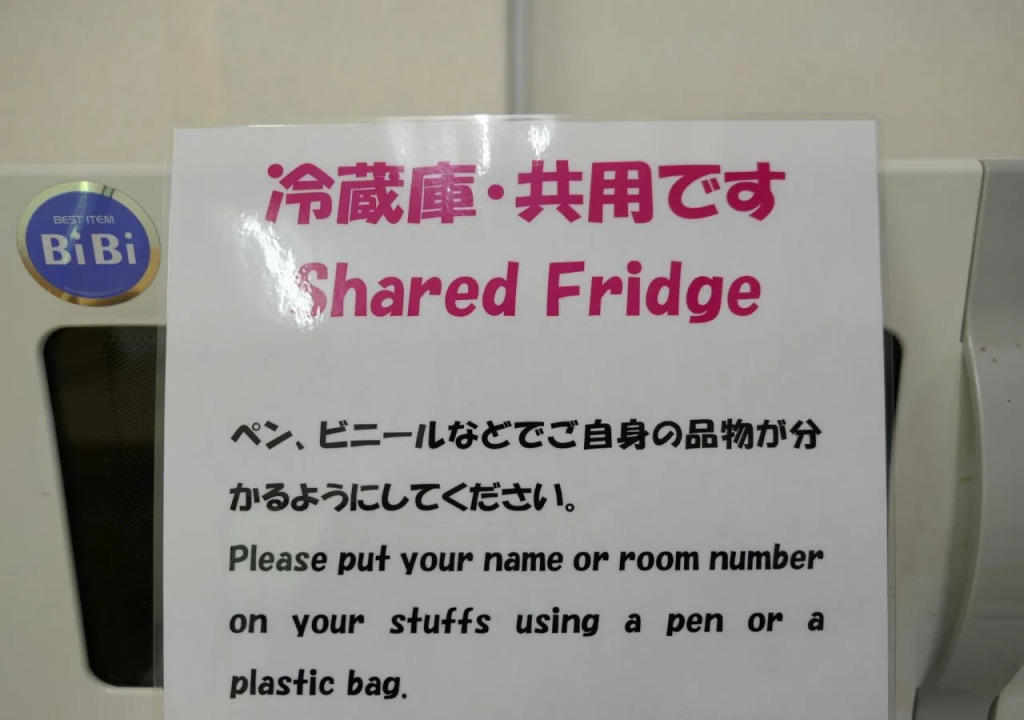 BEST ITEM
BiBi
冷蔵庫・共用です
Shared Fridge
ペン、ビニールなどでご自身の品物が分
かるようにしてください。
Please put your name or room number
on your stuffs using a pen or a
plastic bag.